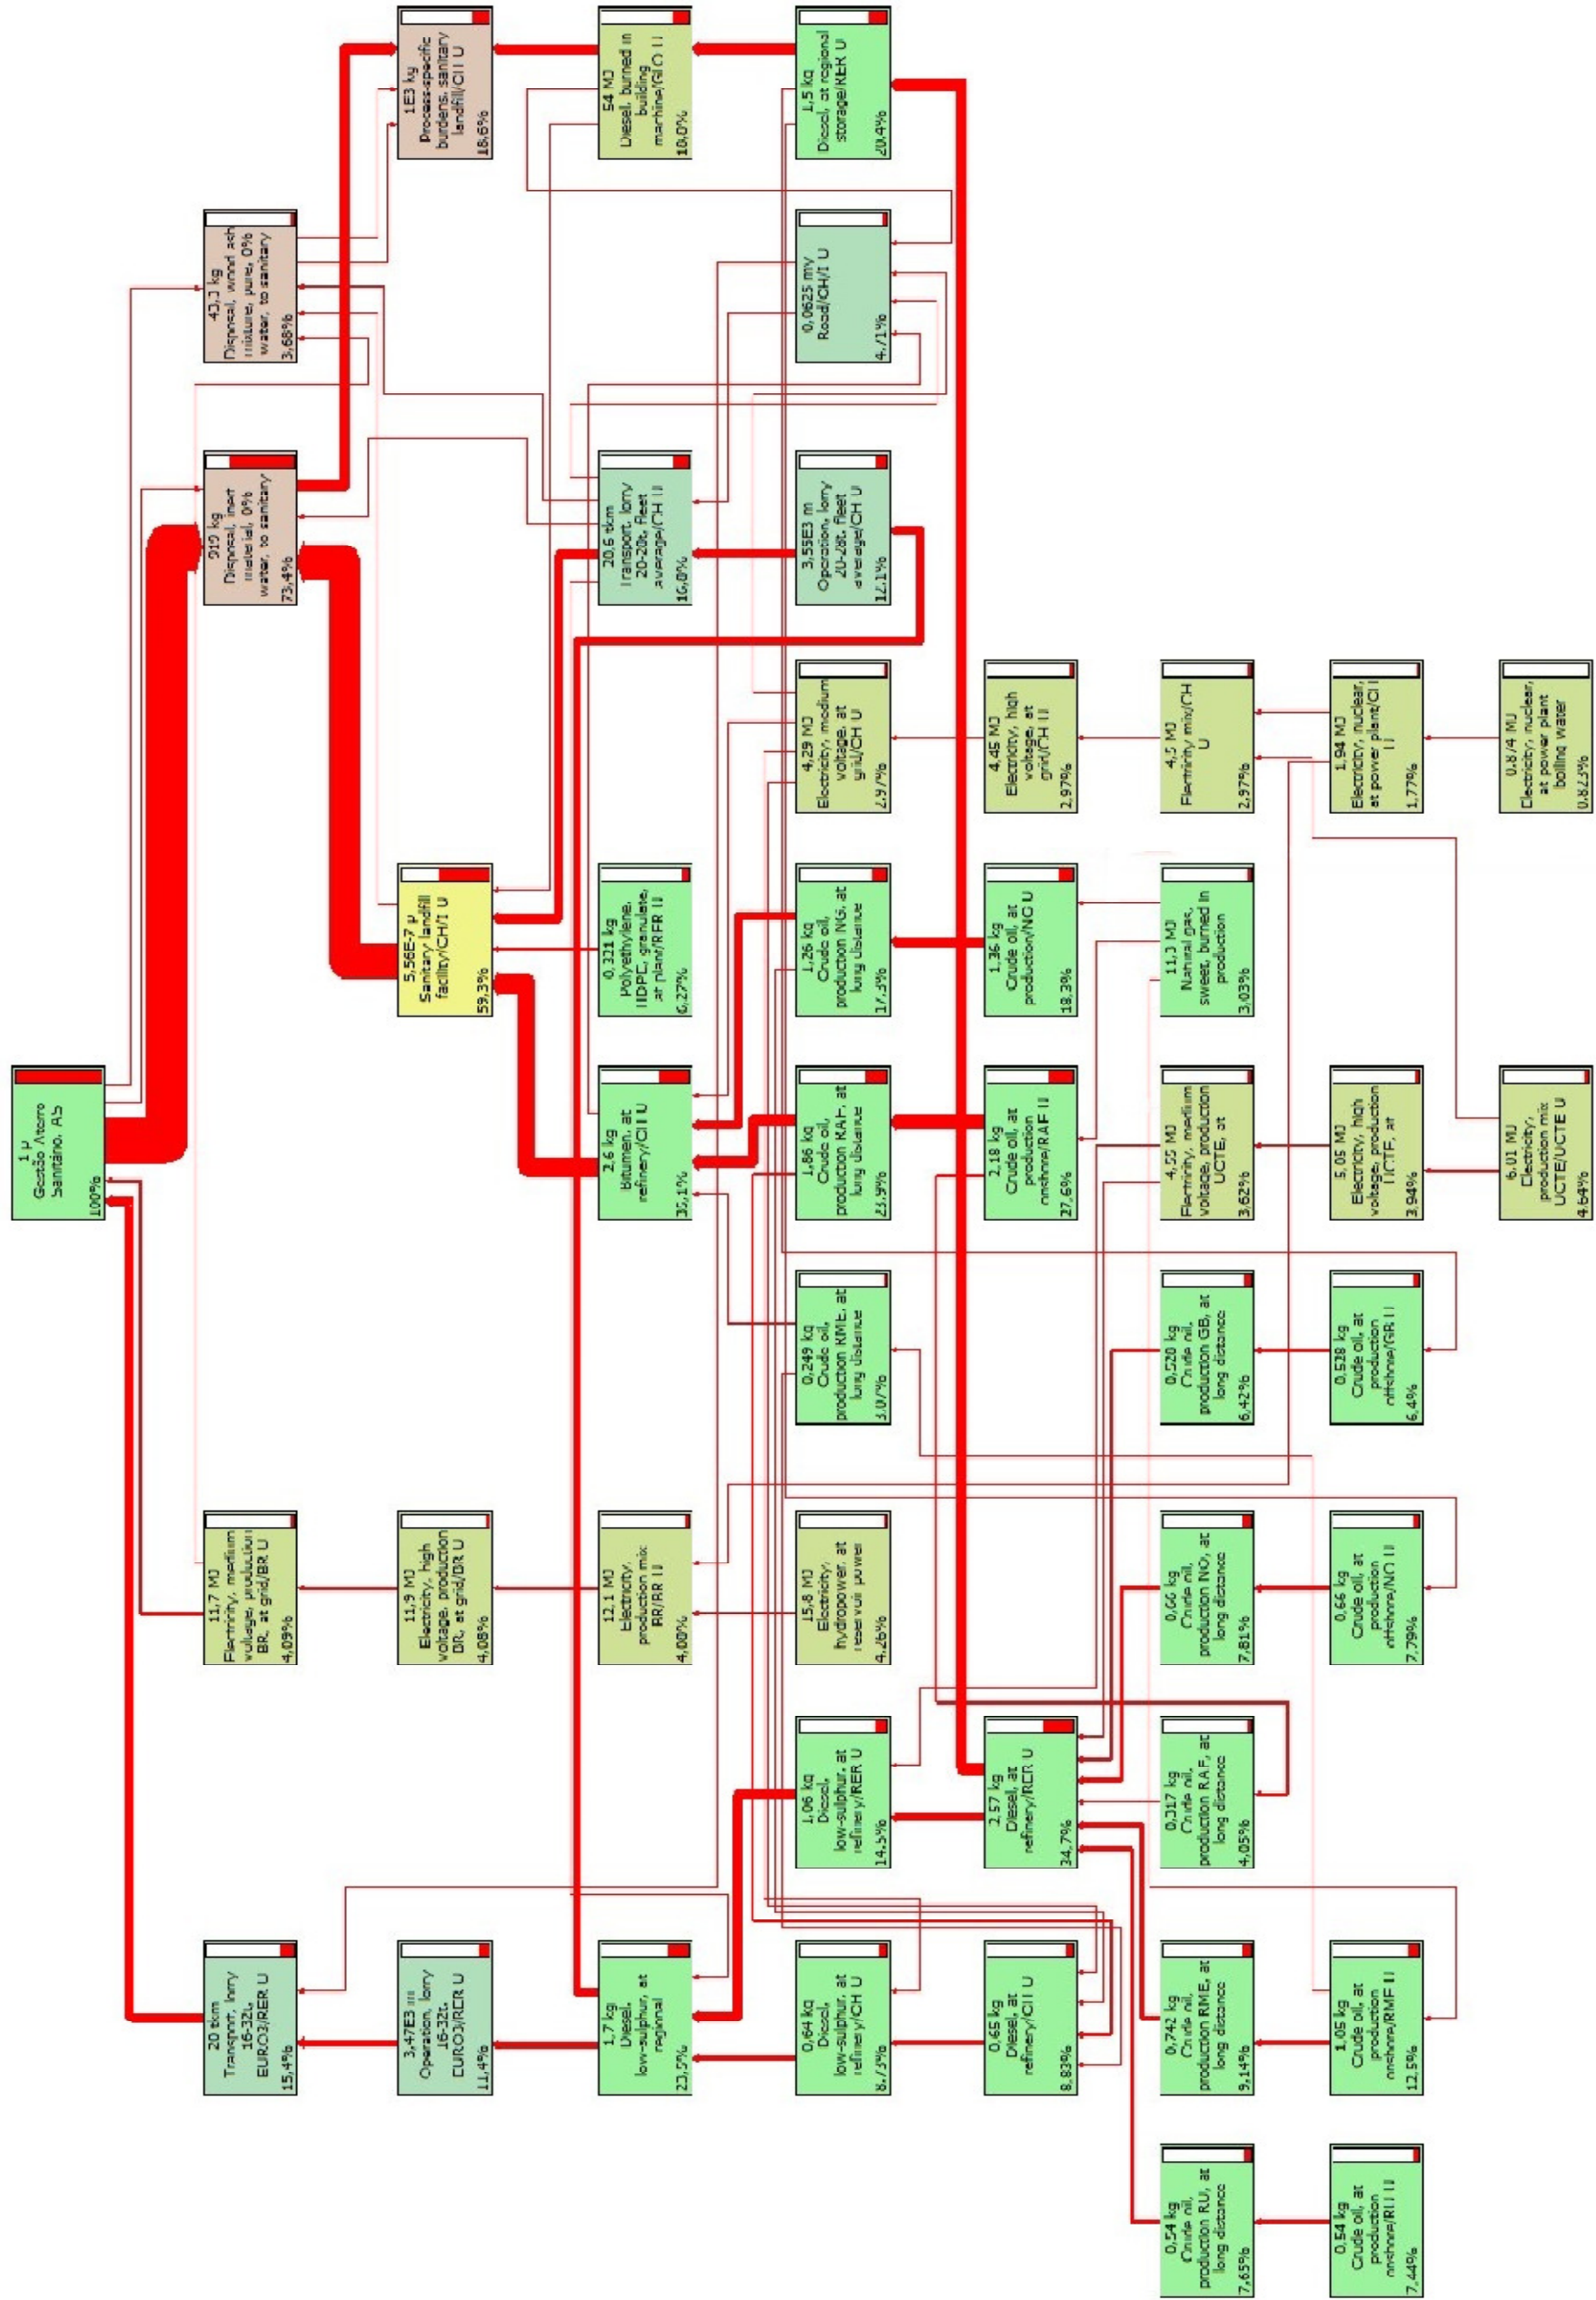 1 p
Gestão Aterro
Sanitário, AS
100%
20 tkm
Transport, lorry
16-32t,
EURO3/RER U
15,4%
11,7 MJ
Electricity, medium
voltage, production
BR, at grid/BR U
4,09%
919 kg
Disposal, inert
material, 0%
water, to sanitary
73,4%
43,3 kg
Disposal, wood ash
mixture, pure, 0%
water, to sanitary
3,68%
3,47E3 m
Operation, lorry
16-32t,
EURO3/RER U
11,4%
11,9 MJ
Electricity, high
voltage, production
BR, at grid/BR U
4,08%
5,56E-7 p
Sanitary landfill
facility/CH/I U
59,3%
1E3 kg
Process-specific
burdens, sanitary
landfill/CH U
18,6%
1,7 kg
Diesel,
low-sulphur, at
regional
23,5%
12,1 MJ
Electricity,
production mix
BR/BR U
4,08%
2,6 kg
Bitumen, at
refinery/CH U
35,1%
0,321 kg
Polyethylene,
HDPE, granulate,
at plant/RER U
6,27%
20,6 tkm
Transport, lorry
20-28t, fleet
average/CH U
16,8%
54 MJ
Diesel, burned in
building
machine/GLO U
18,8%
0,64 kg
Diesel,
low-sulphur, at
refinery/CH U
8,73%
1,06 kg
Diesel,
low-sulphur, at
refinery/RER U
14,5%
15,8 MJ
Electricity,
hydropower, at
reservoir power
4,26%
0,249 kg
Crude oil,
production RME, at
long distance
3,07%
1,86 kg
Crude oil,
production RAF, at
long distance
23,9%
1,26 kg
Crude oil,
production NG, at
long distance
17,3%
4,29 MJ
Electricity, medium
voltage, at
grid/CH U
2,97%
3,55E3 m
Operation, lorry
20-28t, fleet
average/CH U
12,1%
0,0625 my
Road/CH/I U
4,71%
1,5 kg
Diesel, at regional
storage/RER U
20,4%
0,65 kg
Diesel, at
refinery/CH U
8,83%
2,57 kg
Diesel, at
refinery/RER U
34,7%
2,18 kg
Crude oil, at
production
onshore/RAF U
27,6%
1,36 kg
Crude oil, at
production/NG U
18,3%
4,45 MJ
Electricity, high
voltage, at
grid/CH U
2,97%
0,54 kg
Crude oil,
production RU, at
long distance
7,65%
0,742 kg
Crude oil,
production RME, at
long distance
9,14%
0,317 kg
Crude oil,
production RAF, at
long distance
4,05%
0,66 kg
Crude oil,
production NO, at
long distance
7,81%
0,528 kg
Crude oil,
production GB, at
long distance
6,42%
4,55 MJ
Electricity, medium
voltage, production
UCTE, at
3,62%
11,3 MJ
Natural gas,
sweet, burned in
production
3,03%
4,5 MJ
Electricity mix/CH
U
2,97%
0,54 kg
Crude oil, at
production
onshore/RU U
7,44%
1,05 kg
Crude oil, at
production
onshore/RME U
12,5%
0,66 kg
Crude oil, at
production
offshore/NO U
7,79%
0,528 kg
Crude oil, at
production
offshore/GB U
6,4%
5,05 MJ
Electricity, high
voltage, production
UCTE, at
3,94%
1,94 MJ
Electricity, nuclear,
at power plant/CH
U
1,77%
6,01 MJ
Electricity,
production mix
UCTE/UCTE U
4,64%
0,874 MJ
Electricity, nuclear,
at power plant
boiling water
0,823%